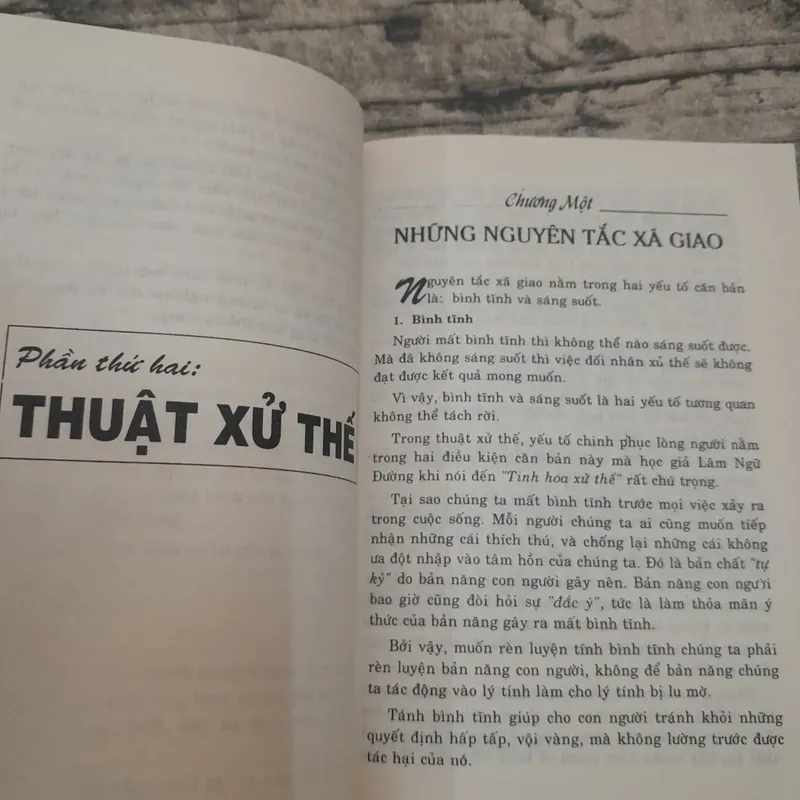 Phần thứ hai:
THUẬT XỬ THẾ
Chương Một
NHỮNG NGUYÊN TẮC XÃ GIAO
Nguyên tắc xã giao nằm trong hai yếu tố căn bản
là: bình tĩnh và sáng suốt.
1. Bình tĩnh
Người mất bình tĩnh thì không thể nào sáng suốt được.
Mà đã không sáng suốt thì việc đối nhân xủ thế sẽ không
đạt được kết quả mong muốn.
Vì vậy, bình tĩnh và sáng suốt là hai yếu tố tương quan
không thể tách rời.
Trong thuật xử thế, yếu tố chinh phục lòng người nằm
trong hai điều kiện căn bản này mà học giả Lâm Ngữ
Đường khi nói đến "Tinh hoa xử thế" rất chú trọng.
Tại sao chúng ta mất bình tĩnh trước mọi việc xảy ra
trong cuộc sống. Mỗi người chúng ta ai cũng muốn tiếp
nhận những cái thích thú, và chống lại những cái không
ưa đột nhập vào tâm hồn của chúng ta. Đó là bản chất "tự
kỷ" do bản năng con người gây nên. Bản năng con người
bao giờ cũng đòi hỏi sự "đắc ý", tức là làm thỏa mãn ý
thức của bản năng gây ra mất bình tĩnh.
Bởi vậy, muốn rèn luyện tính bình tĩnh chúng ta phải
rèn luyện bản năng con người, không để bản năng chúng
ta tác động vào lý tính làm cho lý tính bị lu mờ.
Tánh bình tĩnh giúp cho con người tránh khỏi những
quyết định hấp tấp, vội vàng, mà không lường trước được
tác hại của nó.